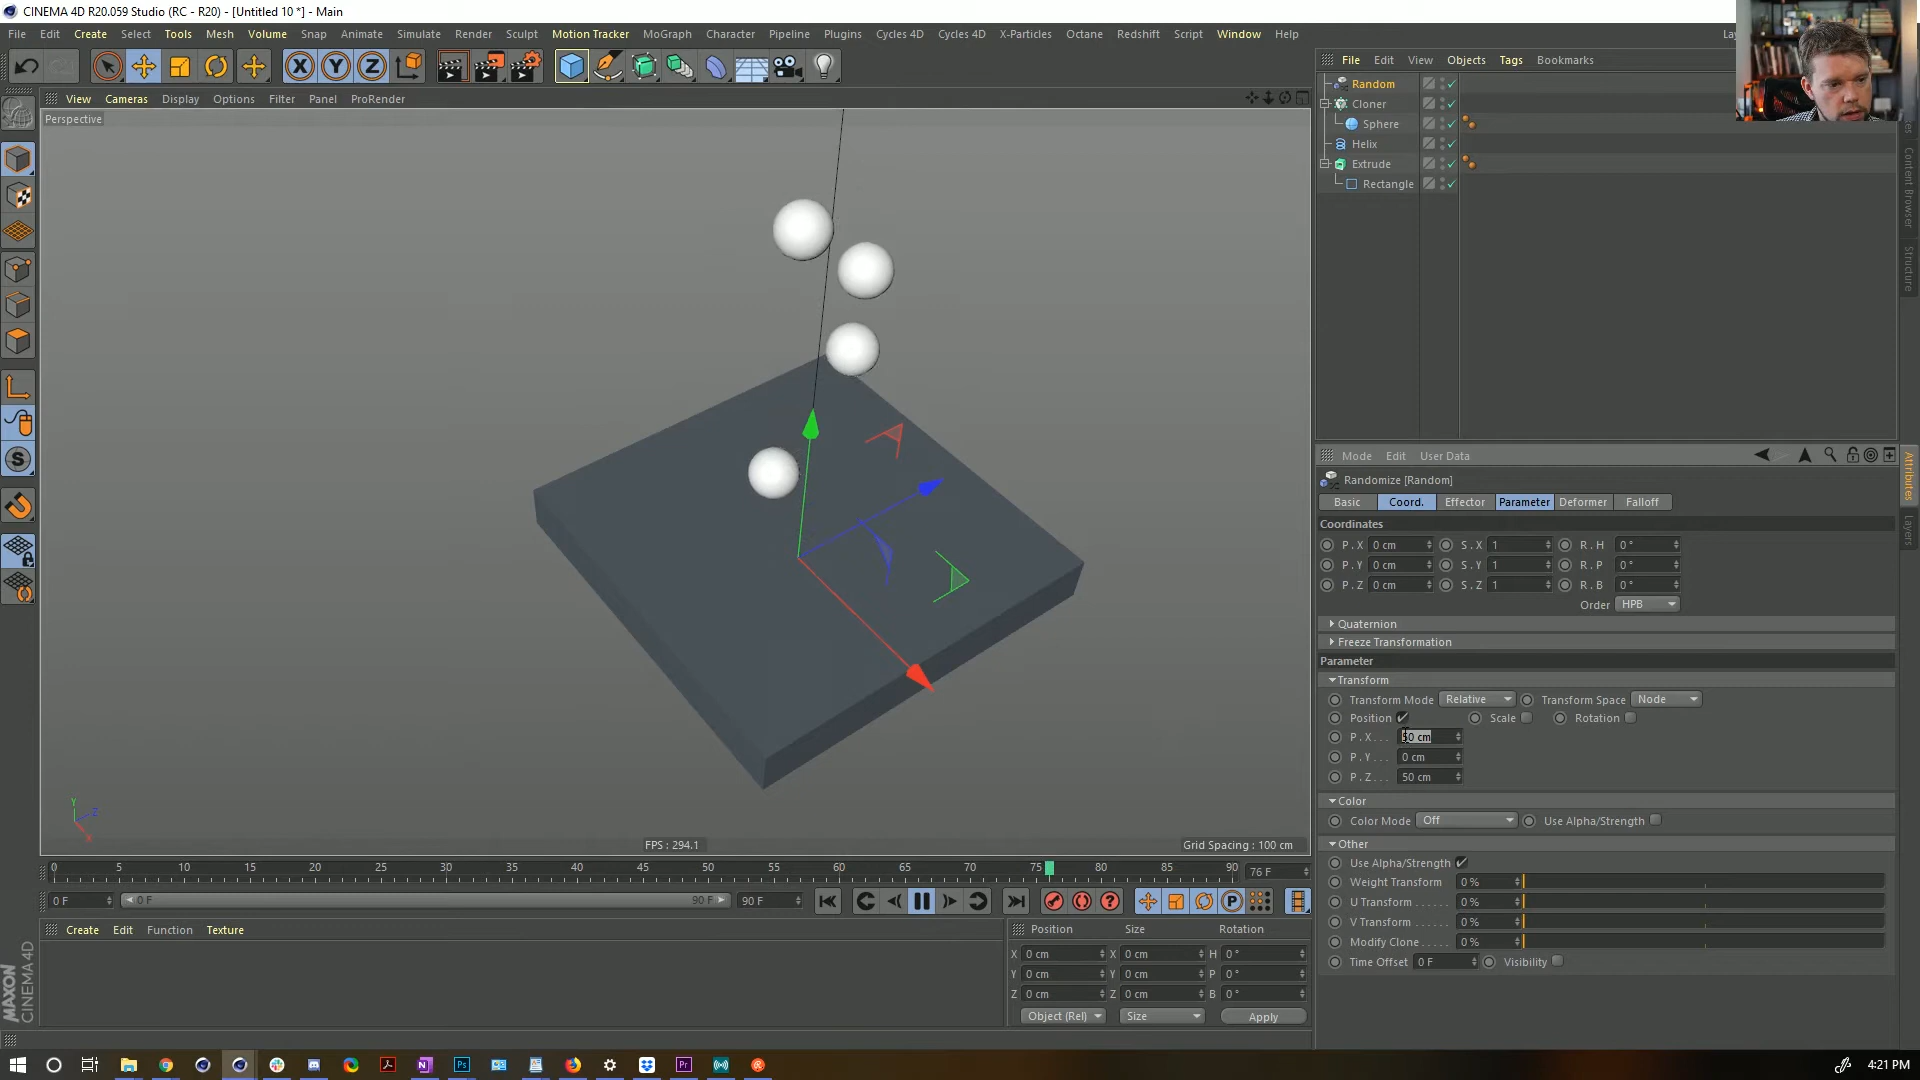 CINEMA 4D R20.059 Studio (RC - R20) - [Untitled 10 *] - Main
File Edit Create Select Tools Mesh Volume Snap Animate Simulate Render Sculpt Motion Tracker MoGraph Character Pipeline Plugins Cycles 4D Cycles 4D X-Particles Octane Redshift Script Window Help
File Edit View Objects Tags Bookmarks
View Cameras Display Options Filter Panel ProRender
Perspective
Random
Cloner
Sphere
Helix
Extrude
Rectangle
Content Browser
Structure
Mode Edit User Data
Randomize [Random]
Basic Coord. Effector Parameter Deformer Falloff
Attributes
Layers
Coordinates
P . X 0 cm S . X 1 R . H 0 °
P . Y 0 cm S . Y 1 R . P 0 °
P . Z 0 cm S . Z 1 R . B 0 °
Order HPB
Quaternion
Freeze Transformation
Parameter
Transform
Transform Mode Relative Transform Space Node
Position Scale Rotation
P . X . . . 50 cm
P . Y . . . 0 cm
P . Z . . . 50 cm
Color
Color Mode Off Use Alpha/Strength
Other
Use Alpha/Strength
Weight Transform 0 %
U Transform . . . . . . 0 %
V Transform . . . . . . 0 %
Modify Clone . . . . . 0 %
Time Offset 0 F Visibility
Y Z X
FPS : 294.1
Grid Spacing : 100 cm
0 5 10 15 20 25 30 35 40 45 50 55 60 65 70 75 80 85 90 76 F
0 F 0 F 90 F 90 F
Create Edit Function Texture
Position Size Rotation
X 0 cm X 0 cm H 0 °
Y 0 cm Y 0 cm P 0 °
Z 0 cm Z 0 cm B 0 °
Object (Rel) Size Apply
MAXON
CINEMA 4D
4:21 PM